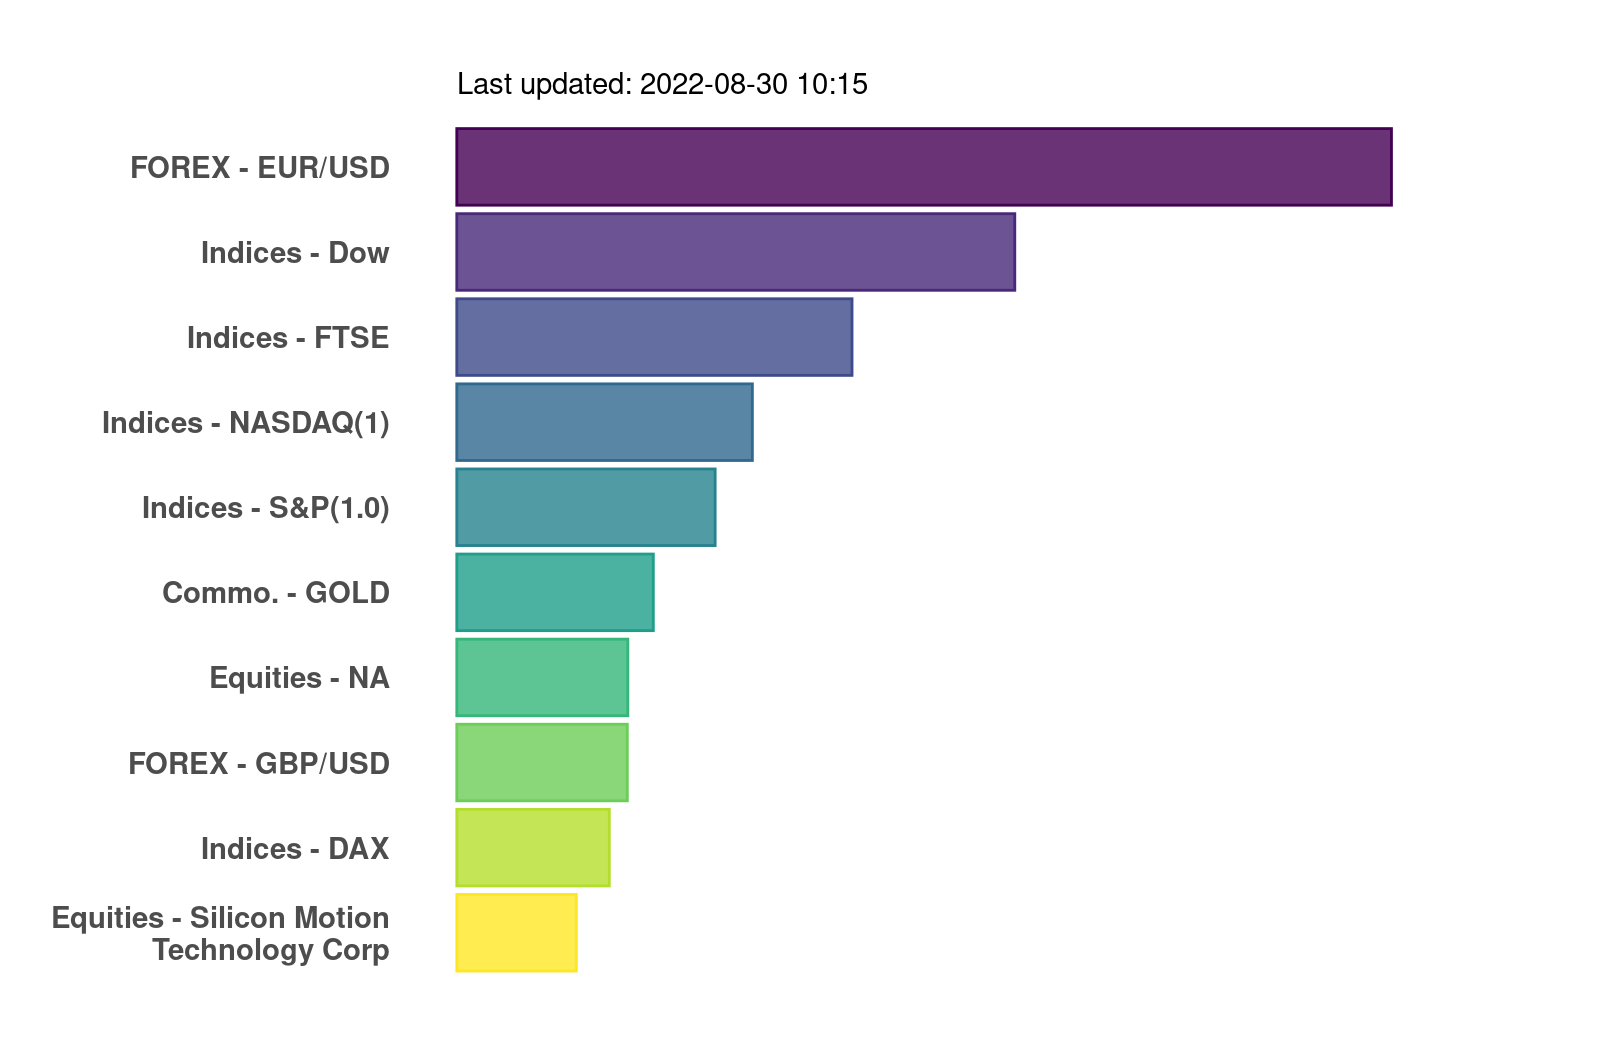 Last updated: 2022-08-30 10:15
FOREX - EUR/USD
Indices - Dow
Indices - FTSE
Indices - NASDAQ(1)
Indices - S&P(1.0)
Commo. - GOLD
Equities - NA
FOREX - GBP/USD
Indices - DAX
Equities - Silicon Motion
Technology Corp